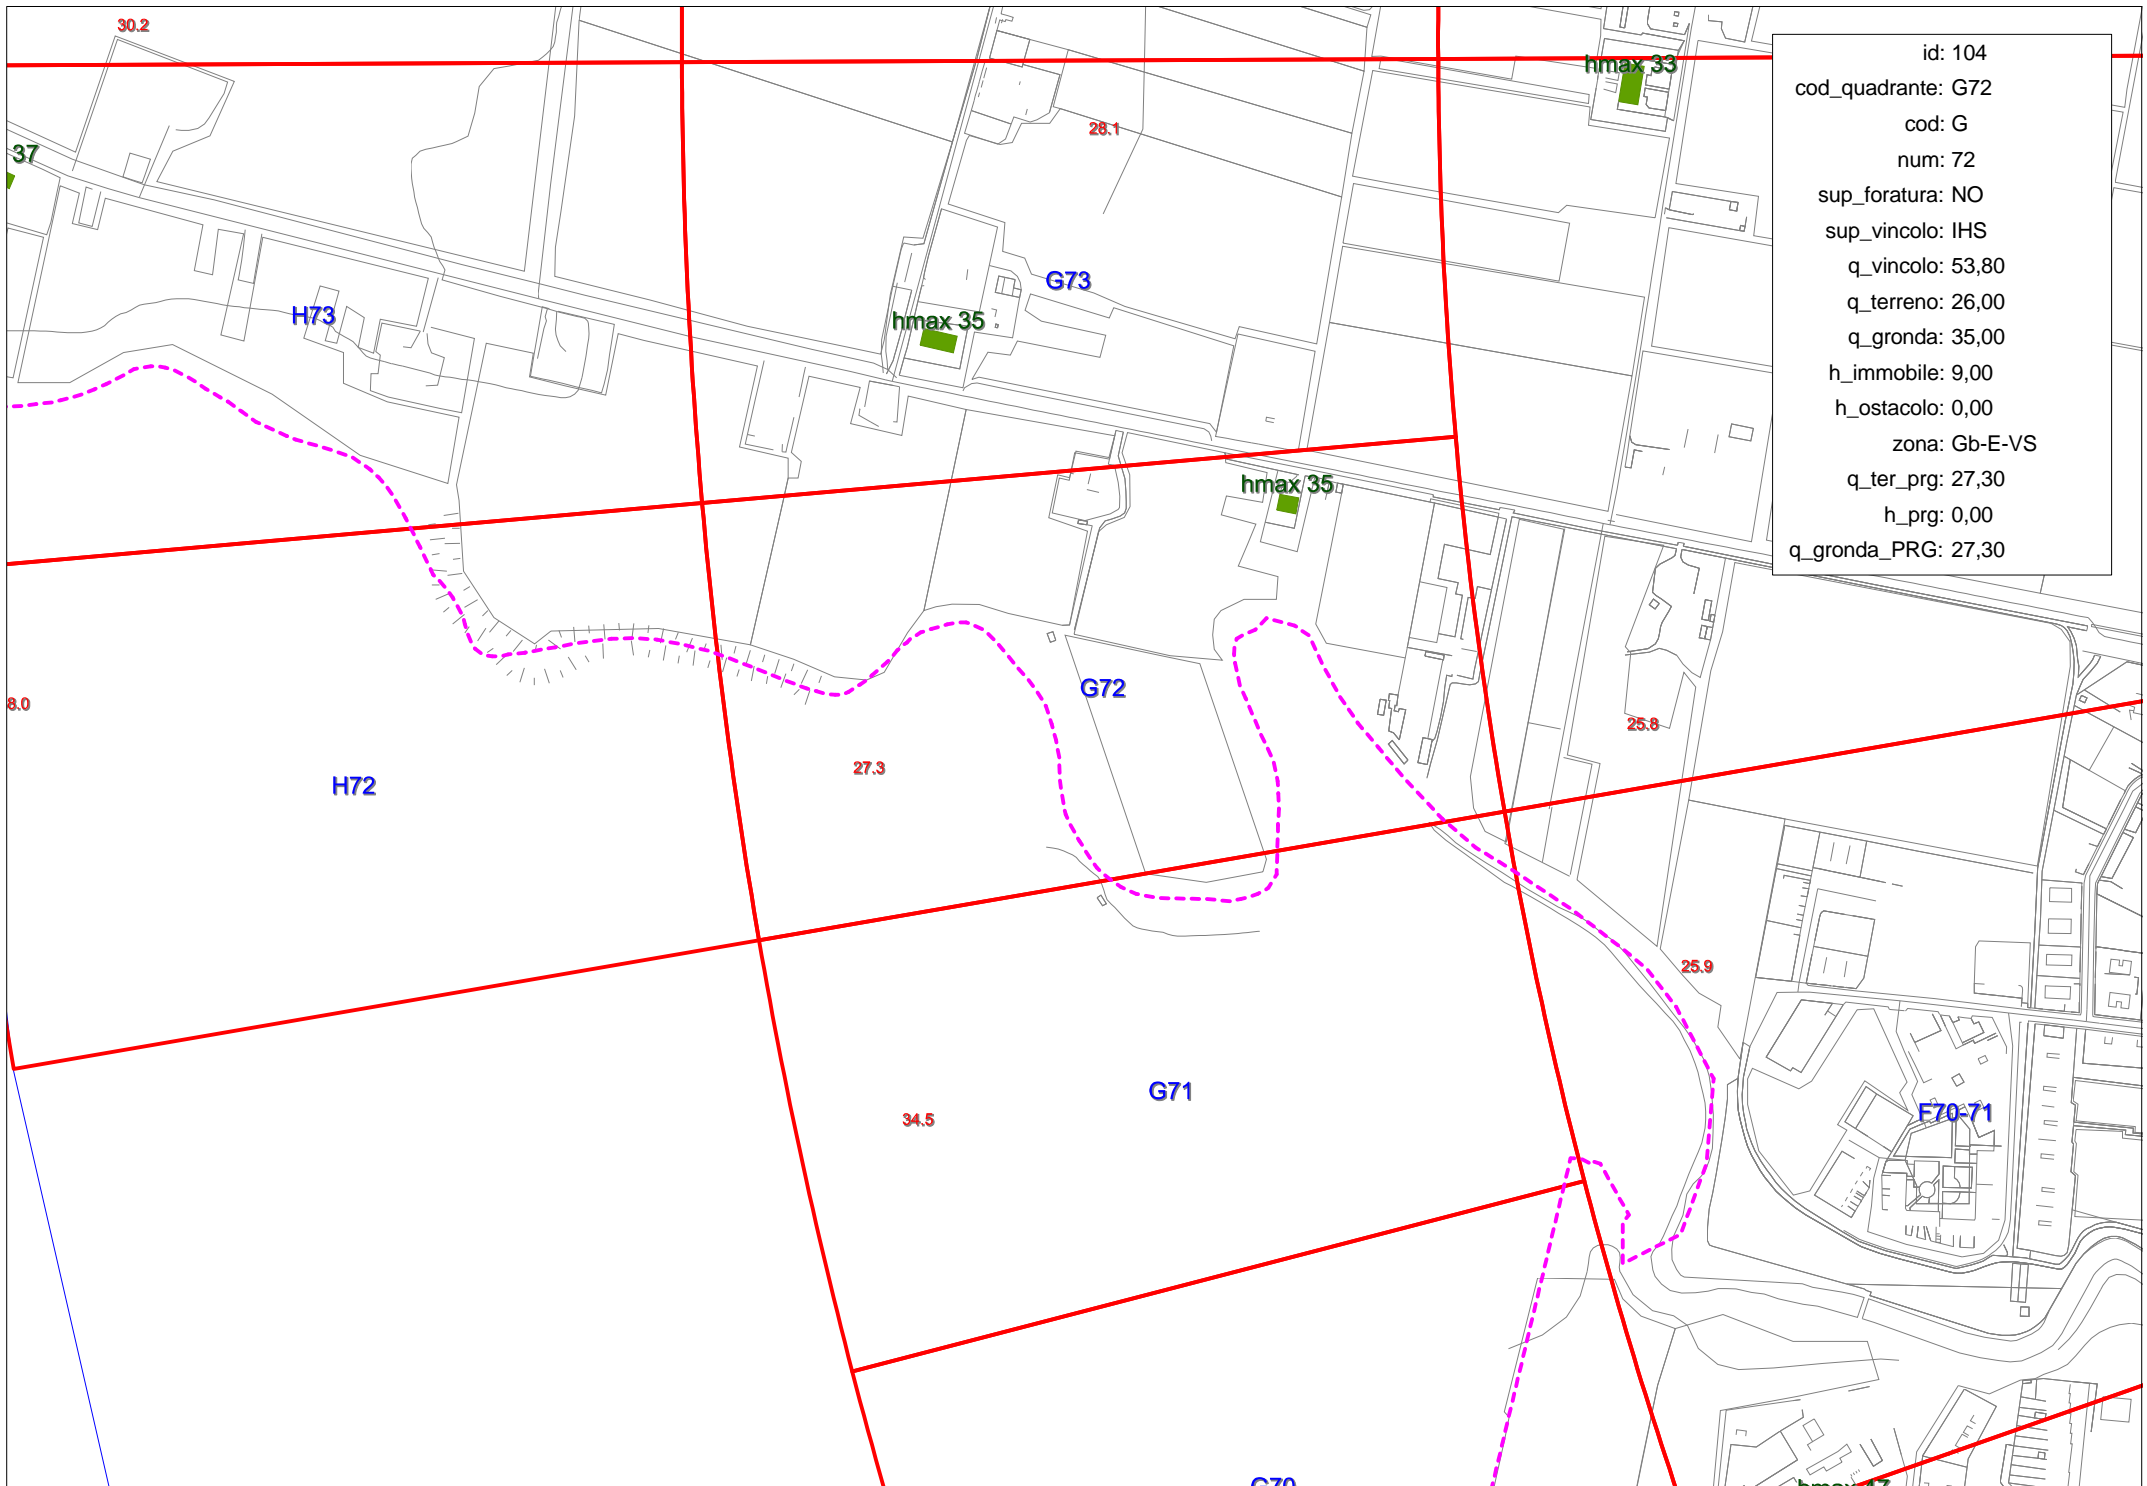 30.2
hmax 33
id: 104
cod_quadrante: G72
cod: G
num: 72
sup_foratura: NO
sup_vincolo: IHS
q_vincolo: 53,80
q_terreno: 26,00
q_gronda: 35,00
h_immobile: 9,00
h_ostacolo: 0,00
zona: Gb-E-VS
q_ter_prg: 27,30
h_prg: 0,00
q_gronda_PRG: 27,30
28.1
37
G73
H73
hmax 35
hmax 35
G72
8.0
25.8
27.3
H72
25.9
G71
34.5
F70-71
G70
hmax 47